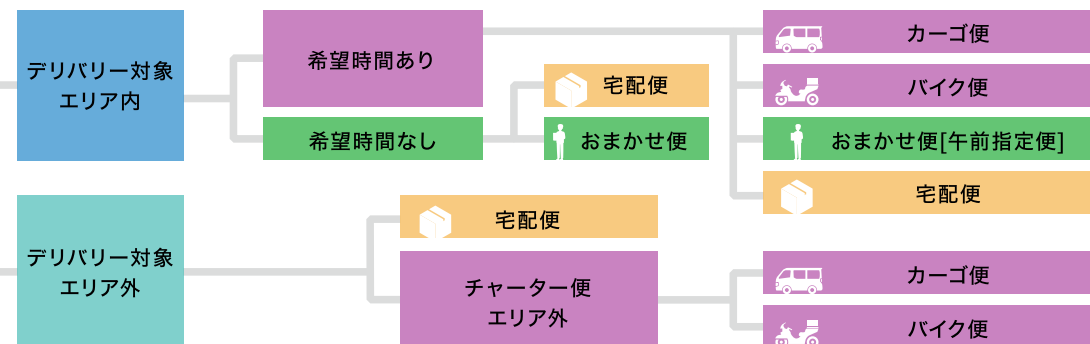 デリバリー対象
エリア内
希望時間あり
カーゴ便
バイク便
おまかせ便[午前指定便]
宅配便
希望時間なし
宅配便
おまかせ便
デリバリー対象
エリア外
宅配便
チャーター便
エリア外
カーゴ便
バイク便